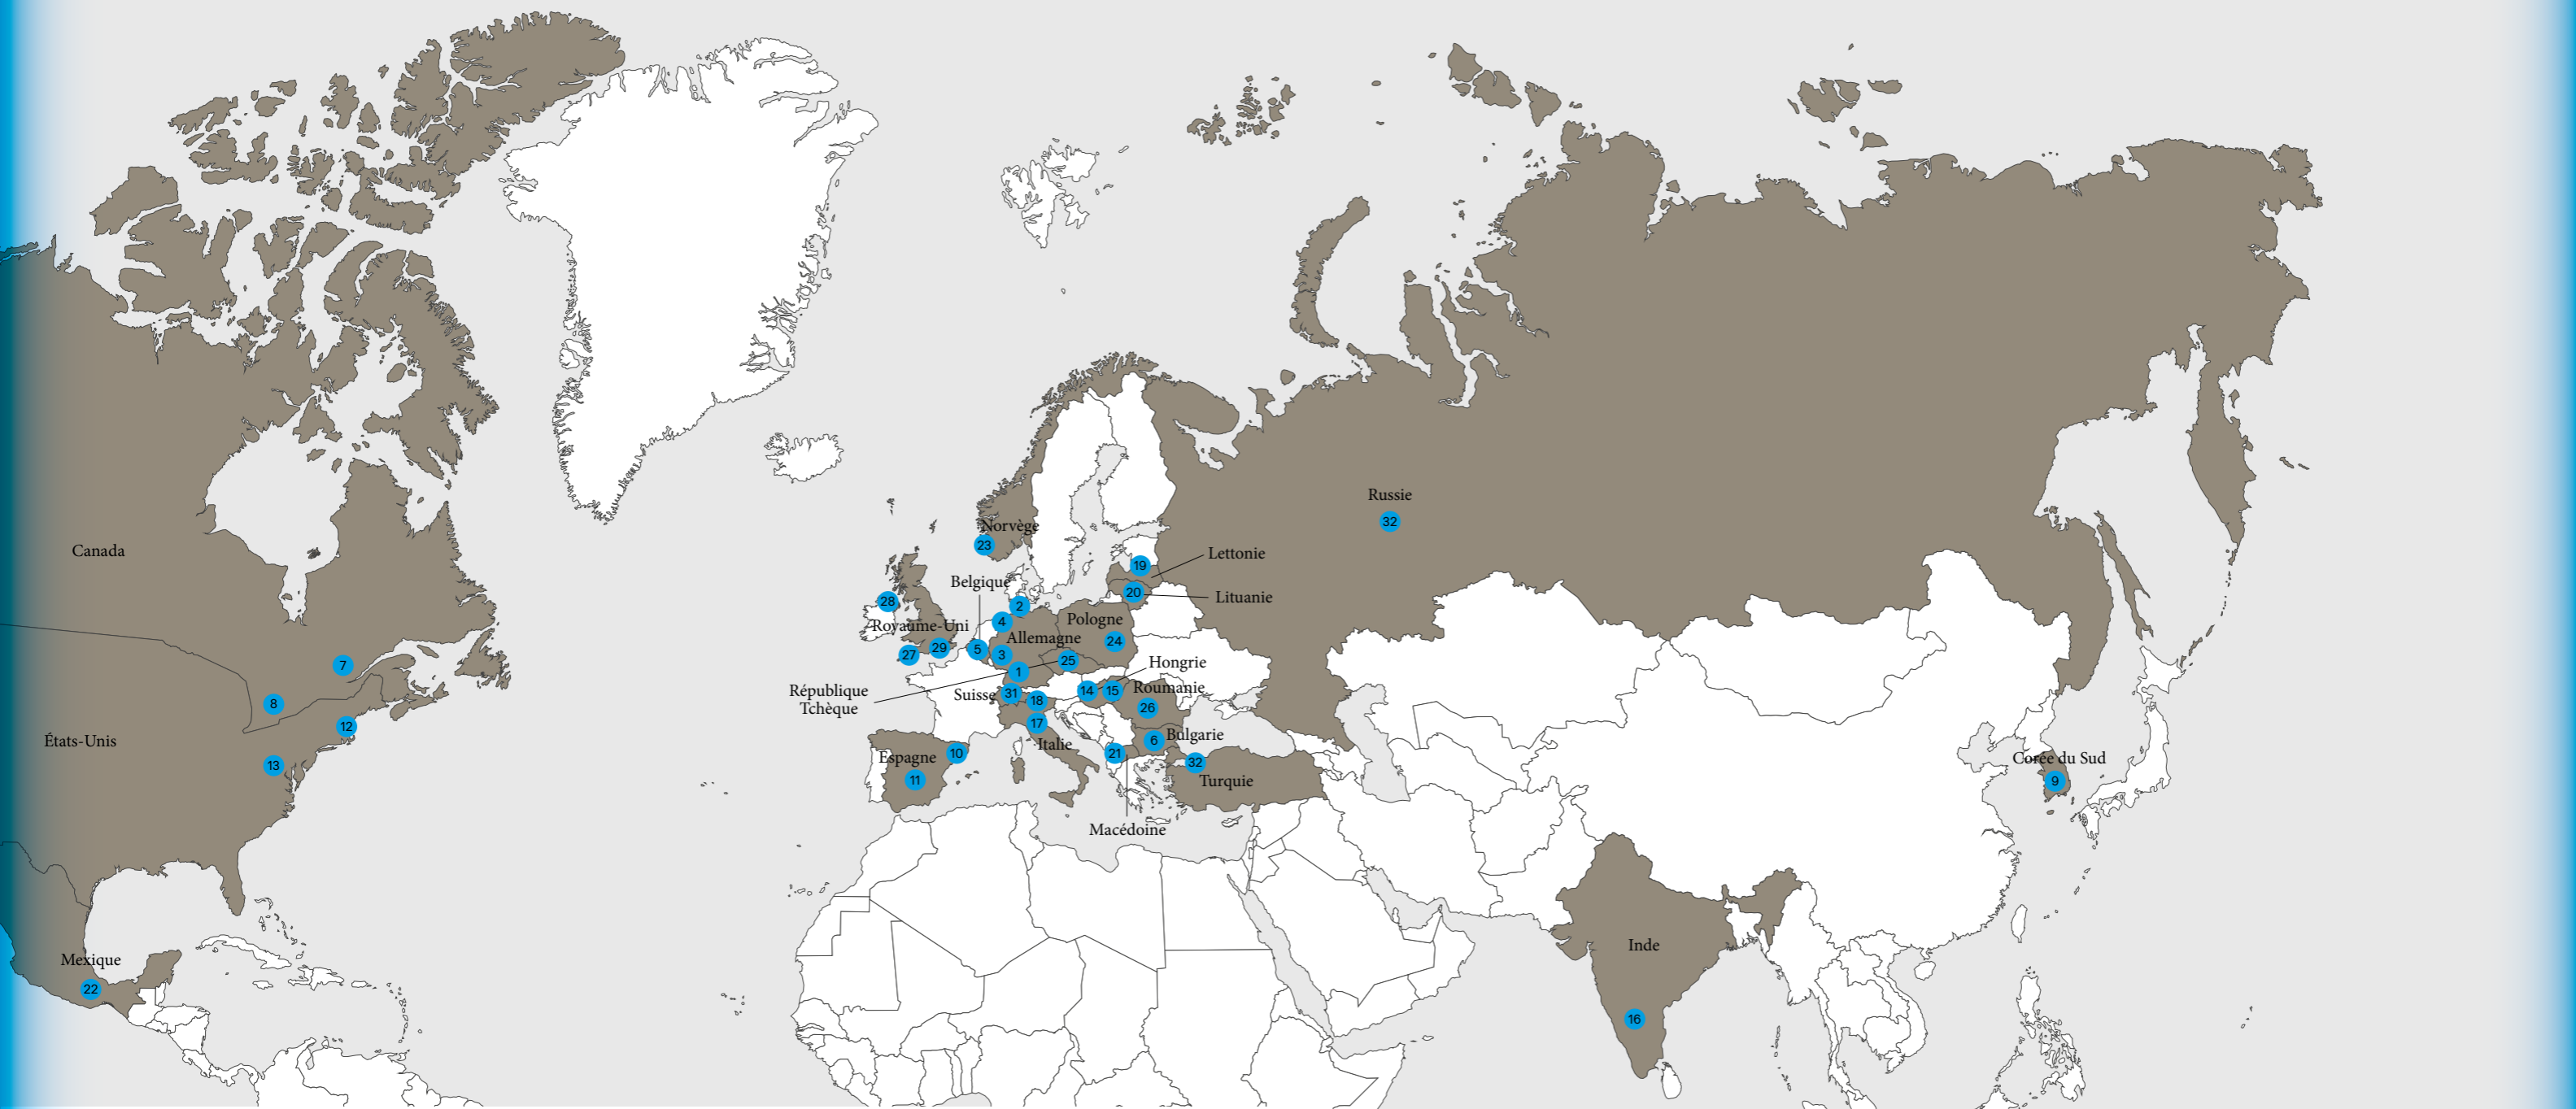 Russie
32
Norvège
23
Canada
Lettonie
19
Belgique
20
Lituanie
28
2
4
Pologne
Royaume-Uni
Allemagne
24
29
27
5
3
25
7
1
Hongrie
République
Tchèque
Suisse
31
14
15
Roumanie
18
8
26
12
17
États-Unis
6
Bulgarie
Italie
10
21
Espagne
32
Corée du Sud
13
11
Turquie
9
Macédoine
Inde
Mexique
22
16